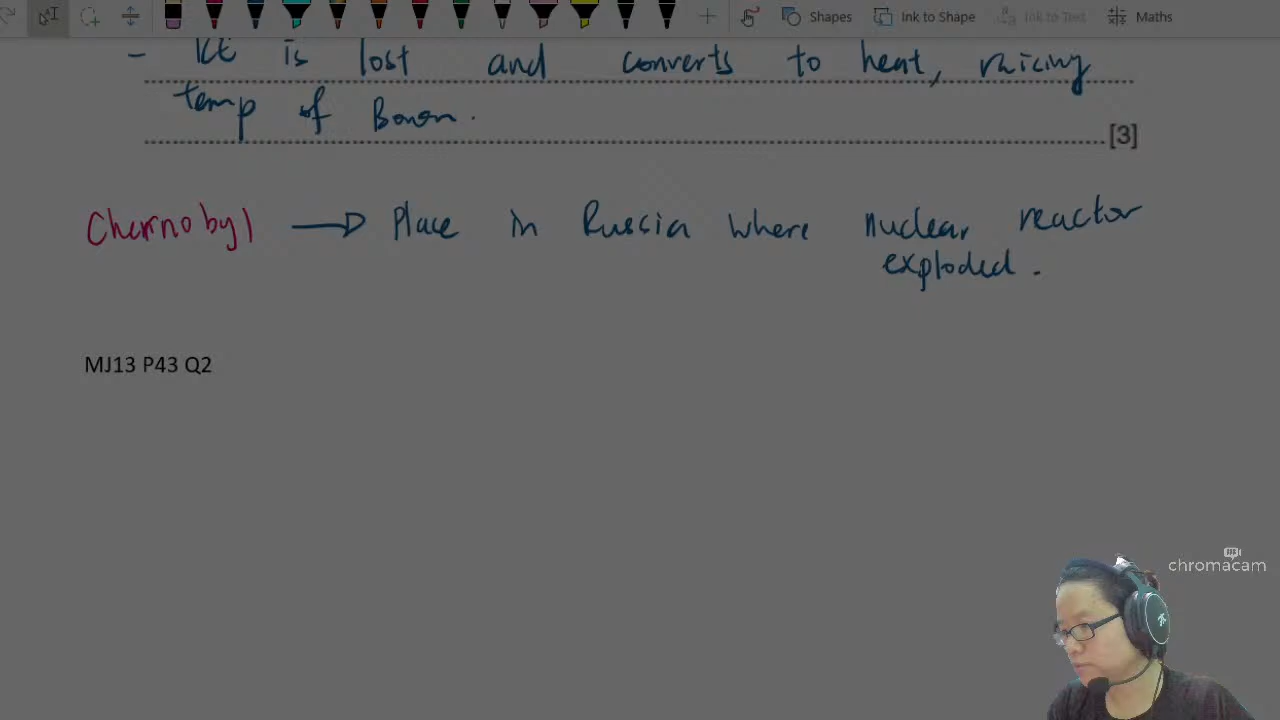 Shapes Ink to Shape Ink to Text Maths
- KE is lost and converts to heat, raising
temp of Boron.
[3]
Chernobyl → Place in Russia where nuclear reactor
exploded.
MJ13 P43 Q2
chromacam